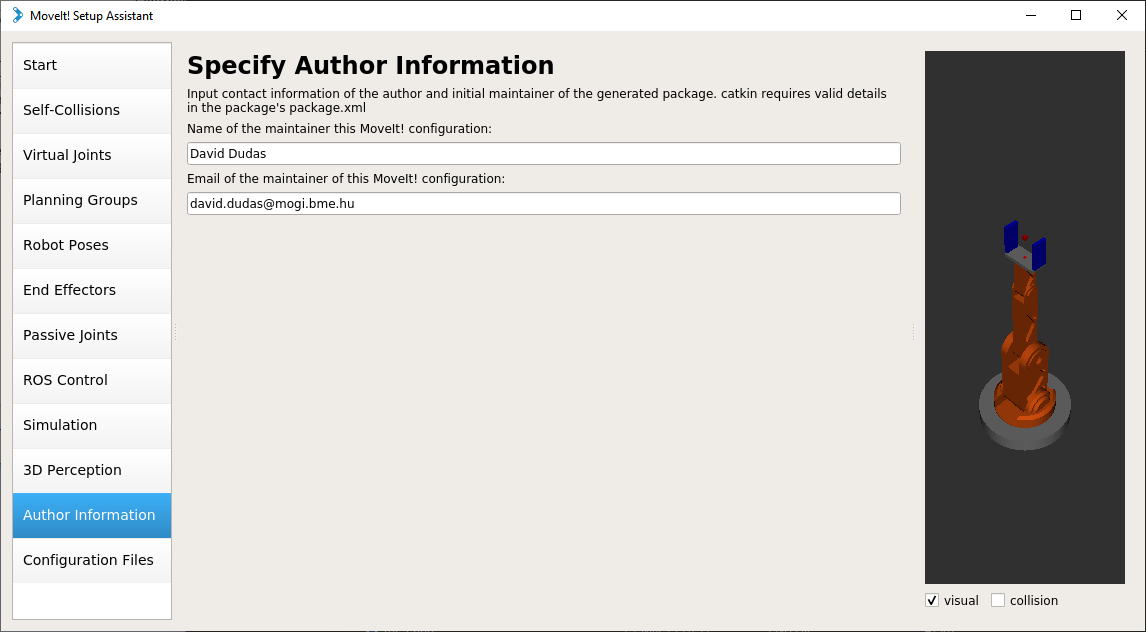 MoveIt! Setup Assistant
Start
Self-Collisions
Virtual Joints
Planning Groups
Robot Poses
End Effectors
Passive Joints
ROS Control
Simulation
3D Perception
Author Information
Configuration Files
Specify Author Information
Input contact information of the author and initial maintainer of the generated package. catkin requires valid details
in the package's package.xml
Name of the maintainer this MoveIt! configuration:
David Dudas
Email of the maintainer of this MoveIt! configuration:
david.dudas@mogi.bme.hu
visual
collision